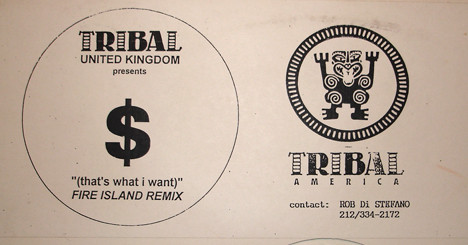 TRIBAL
UNITED KINGDOM
presents
$
"(that's what i want)"
FIRE ISLAND REMIX
TRIBAL
AMERICA
contact: ROB Di STEFANO
212/334-2172